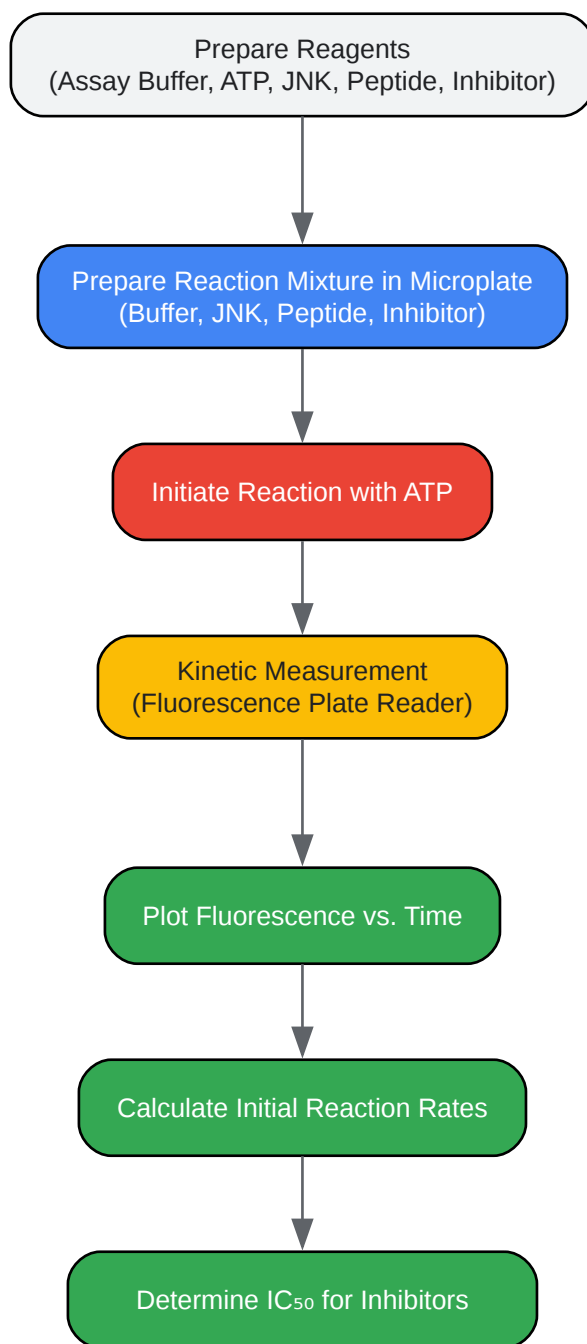 Prepare Reagents
(Assay Buffer, ATP, JNK, Peptide, Inhibitor)
Prepare Reaction Mixture in Microplate
(Buffer, JNK, Peptide, Inhibitor)
Initiate Reaction with ATP
Kinetic Measurement
(Fluorescence Plate Reader)
Plot Fluorescence vs. Time
Calculate Initial Reaction Rates
Determine IC₅₀ for Inhibitors